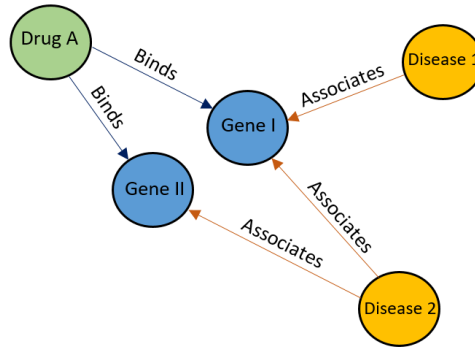 Drug A
Binds
Disease 1
Associates
Binds
Gene I
Gene II
Associates
Associates
Disease 2